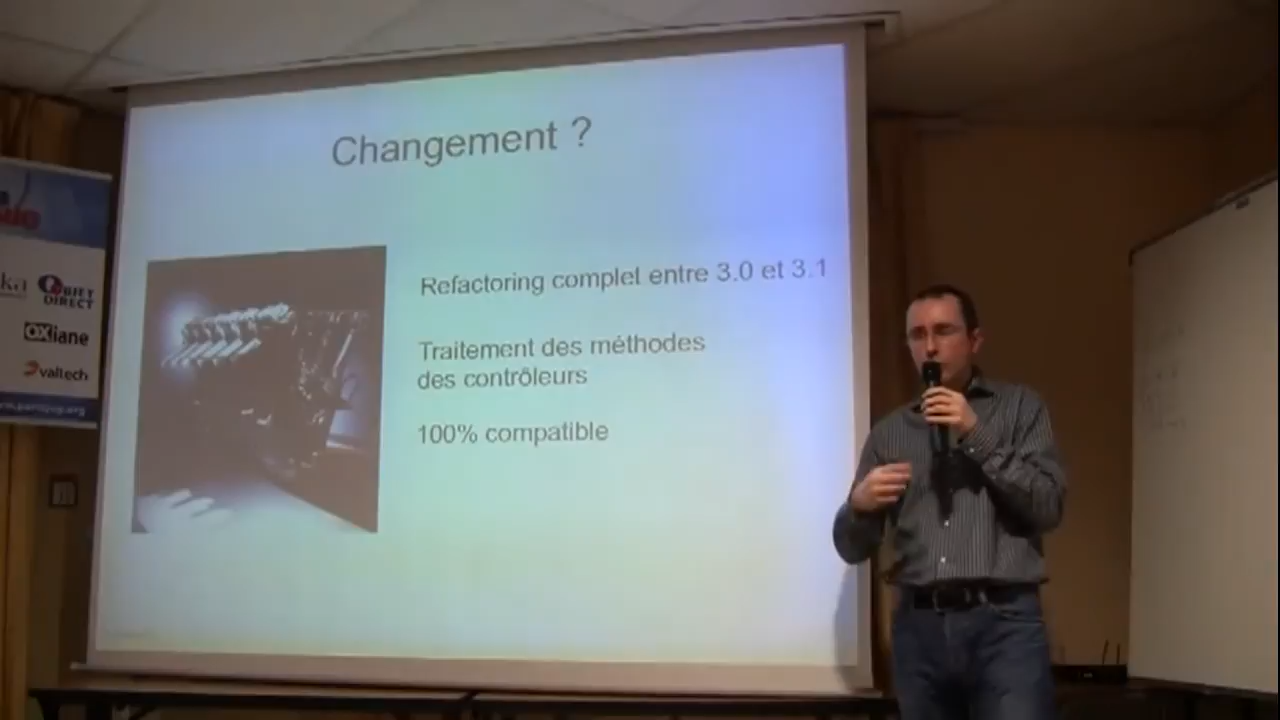 Changement ?
Refactoring complet entre 3.0 et 3.1
Traitement des méthodes
des contrôleurs
100% compatible
OBJET
DIRECT
OXiane
valtech